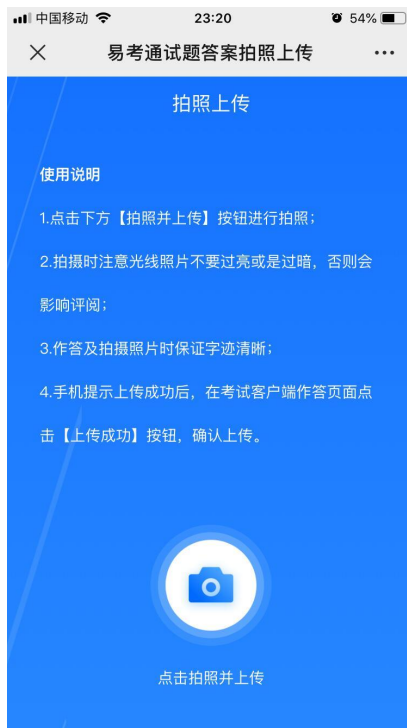 中国移动 23:20 54%
易考通试题答案拍照上传
拍照上传
使用说明
1.点击下方【拍照并上传】按钮进行拍照；
2.拍摄时注意光线照片不要过亮或是过暗，否则会
影响评阅；
3.作答及拍摄照片时保证字迹清晰；
4.手机提示上传成功后，在考试客户端作答页面点
击【上传成功】按钮，确认上传。
点击拍照并上传